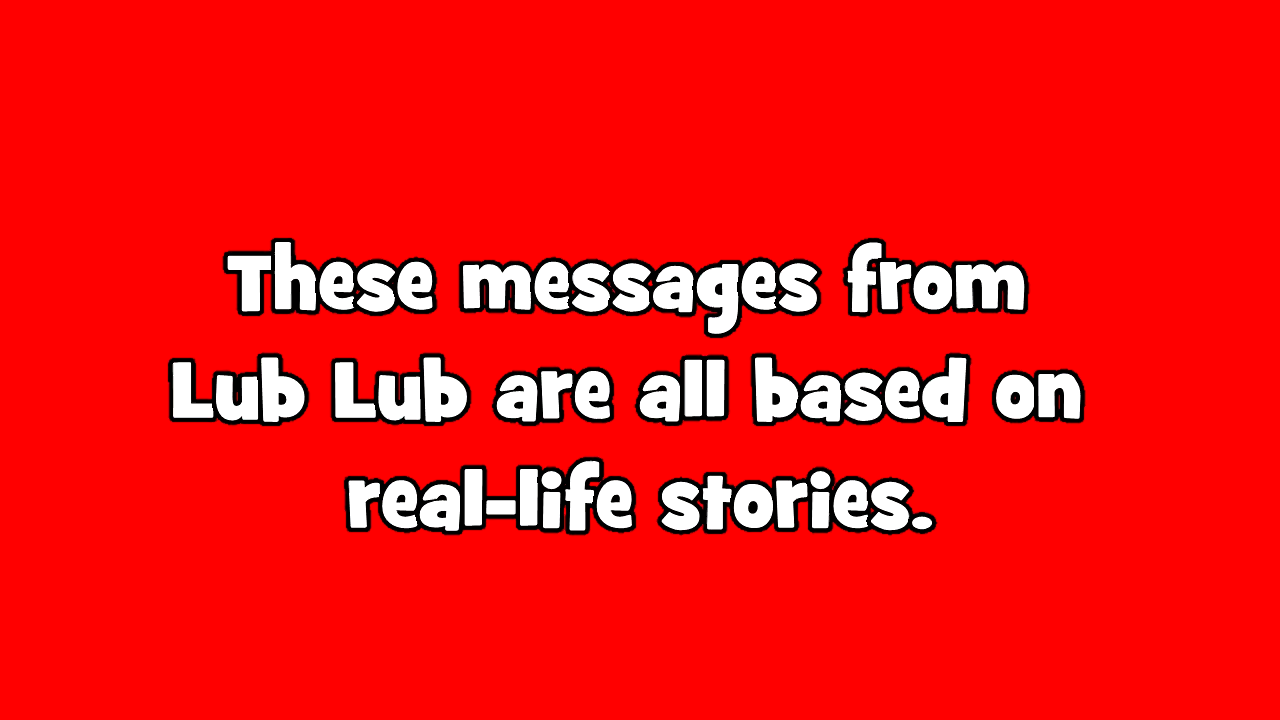 These messages from
Lub Lub are all based on
real-life stories.